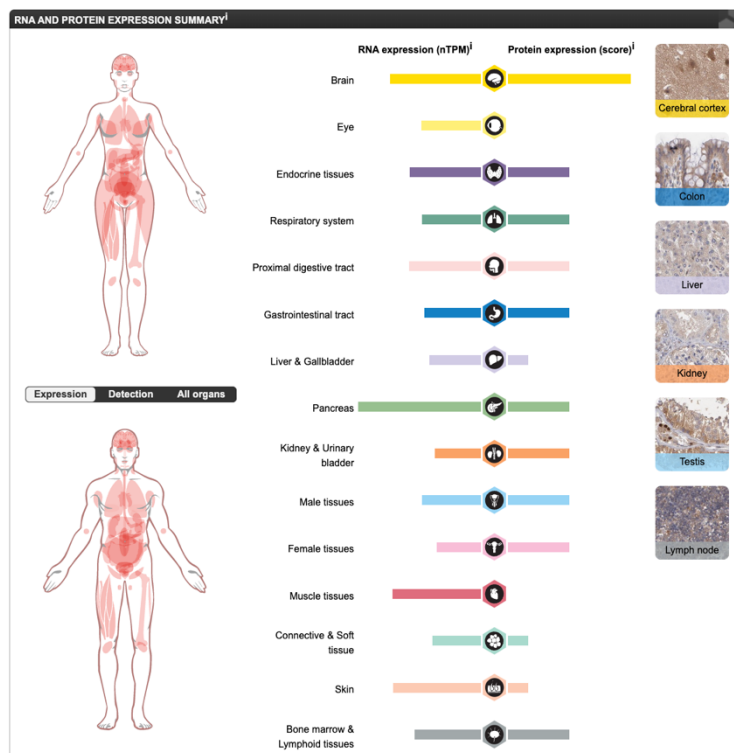 RNA AND PROTEIN EXPRESSION SUMMARYⁱ
RNA expression (nTPM)ⁱ
Protein expression (score)ⁱ
Brain
Eye
Endocrine tissues
Respiratory system
Proximal digestive tract
Gastrointestinal tract
Liver & Gallbladder
Pancreas
Kidney & Urinary
bladder
Male tissues
Female tissues
Muscle tissues
Connective & Soft
tissue
Skin
Bone marrow &
Lymphoid tissues
Cerebral cortex
Colon
Liver
Kidney
Testis
Lymph node
Expression
Detection
All organs